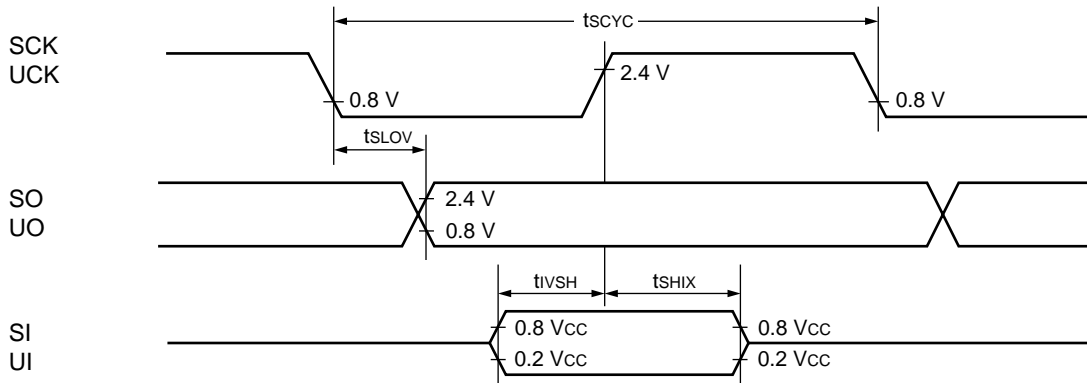 tSCYC
SCK
UCK
2.4 V
0.8 V
0.8 V
tSLOV
SO
UO
2.4 V
0.8 V
tIVSH
tSHIX
SI
UI
0.8 VCC
0.2 VCC
0.8 VCC
0.2 VCC